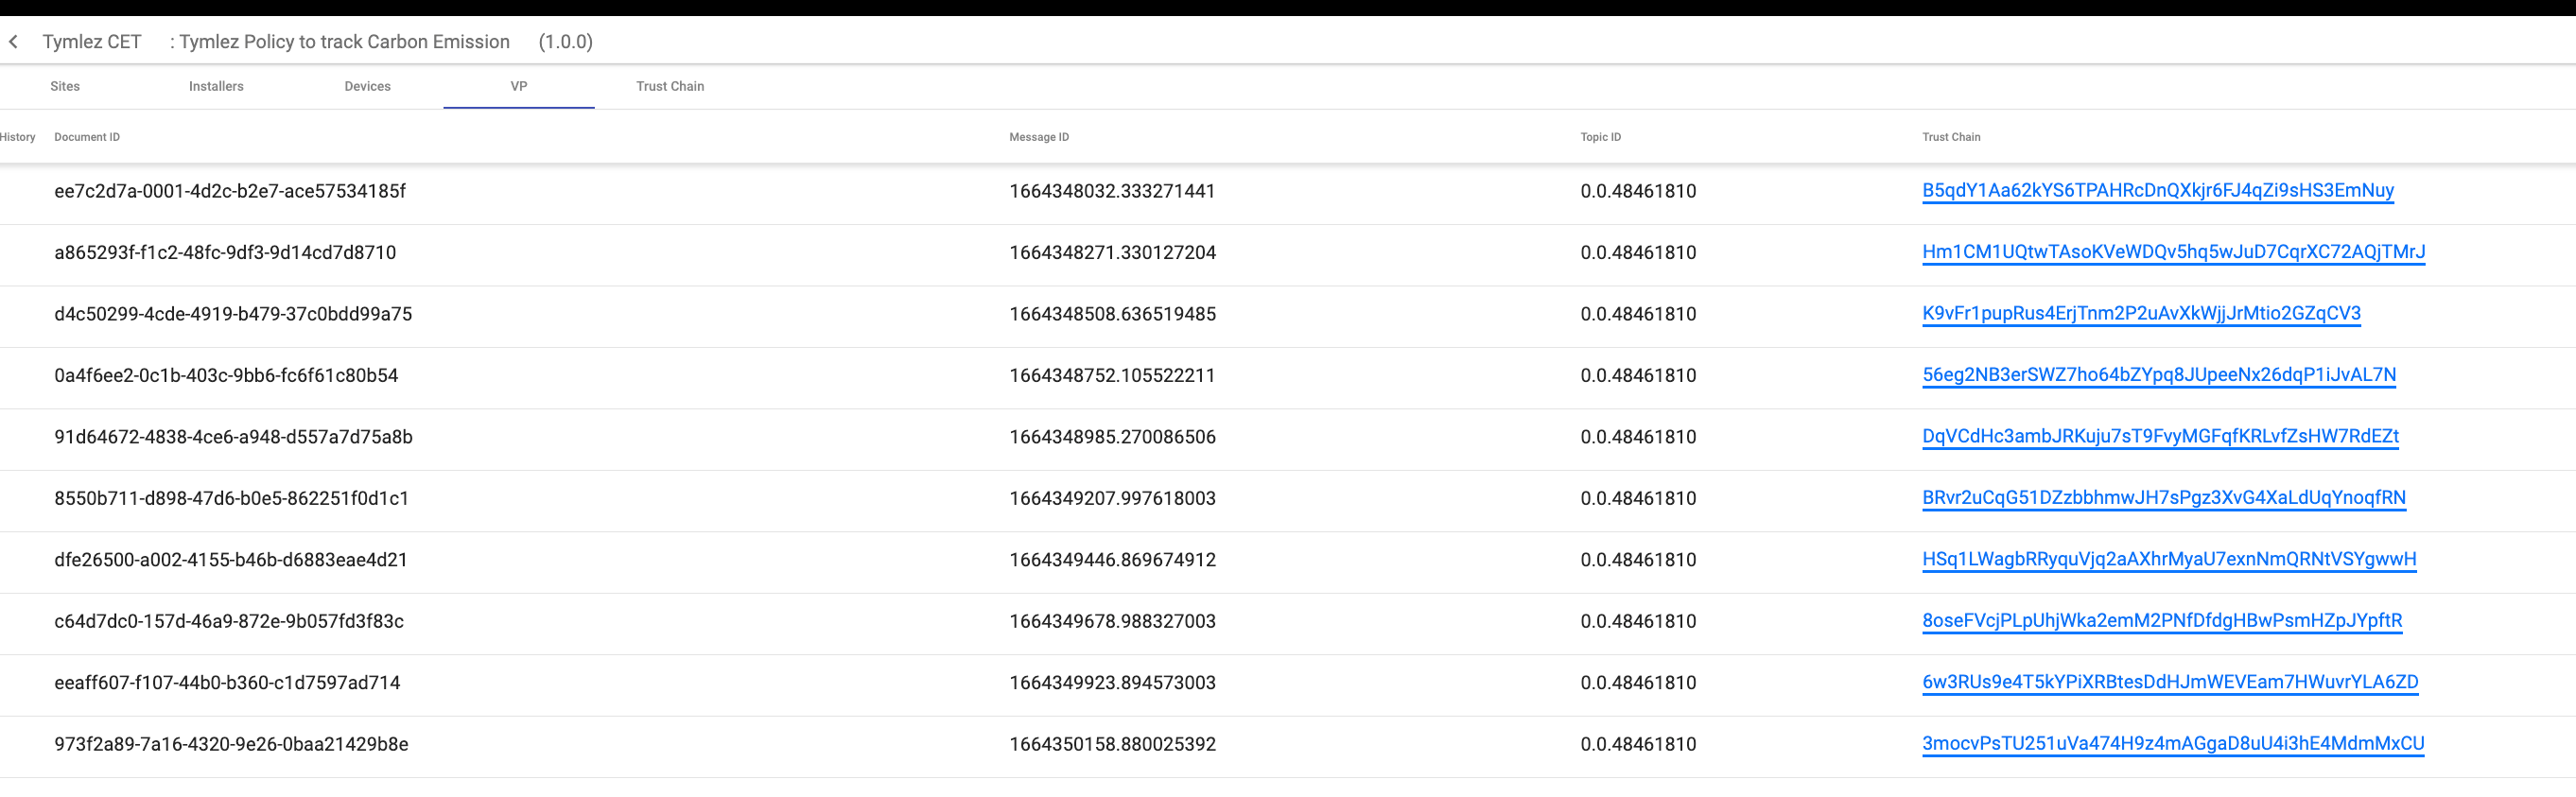 Tymlez CET : Tymlez Policy to track Carbon Emission (1.0.0)
Sites Installers Devices VP Trust Chain
History Document ID Message ID Topic ID Trust Chain
ee7c2d7a-0001-4d2c-b2e7-ace57534185f 1664348032.333271441 0.0.48461810 B5qdY1Aa62kYS6TPAHRcDnQXkjr6FJ4qZi9sHS3EmNuy
a865293f-f1c2-48fc-9df3-9d14cd7d8710 1664348271.330127204 0.0.48461810 Hm1CM1UQtwTAsoKVeWDQv5hq5wJuD7CqrXC72AQjTMrJ
d4c50299-4cde-4919-b479-37c0bdd99a75 1664348508.636519485 0.0.48461810 K9vFr1pupRus4ErjTnm2P2uAvXkWjjJrMtio2GZqCV3
0a4f6ee2-0c1b-403c-9bb6-fc6f61c80b54 1664348752.105522211 0.0.48461810 56eg2NB3erSWZ7ho64bZYpq8JUpeeNx26dqP1iJvAL7N
91d64672-4838-4ce6-a948-d557a7d75a8b 1664348985.270086506 0.0.48461810 DqVCdHc3ambJRKuju7sT9FvyMGFqfKRLvfZsHW7RdEZt
8550b711-d898-47d6-b0e5-862251f0d1c1 1664349207.997618003 0.0.48461810 BRvr2uCqG51DZzbbhmwJH7sPgz3XvG4XaLdUqYnoqfRN
dfe26500-a002-4155-b46b-d6883eae4d21 1664349446.869674912 0.0.48461810 HSq1LWagbRRyquVjq2aAXhrMyaU7exnNmQRNtVSYgwwH
c64d7dc0-157d-46a9-872e-9b057fd3f83c 1664349678.988327003 0.0.48461810 8oseFVcjPLpUhjWka2emM2PNfDfdgHBwPsmHZpJYpftR
eeaff607-f107-44b0-b360-c1d7597ad714 1664349923.894573003 0.0.48461810 6w3RUs9e4T5kYPiXRBtesDdHJmWEVEam7HWuvrYLA6ZD
973f2a89-7a16-4320-9e26-0baa21429b8e 1664350158.880025392 0.0.48461810 3mocvPsTU251uVa474H9z4mAGgaD8uU4i3hE4MdmMxCU